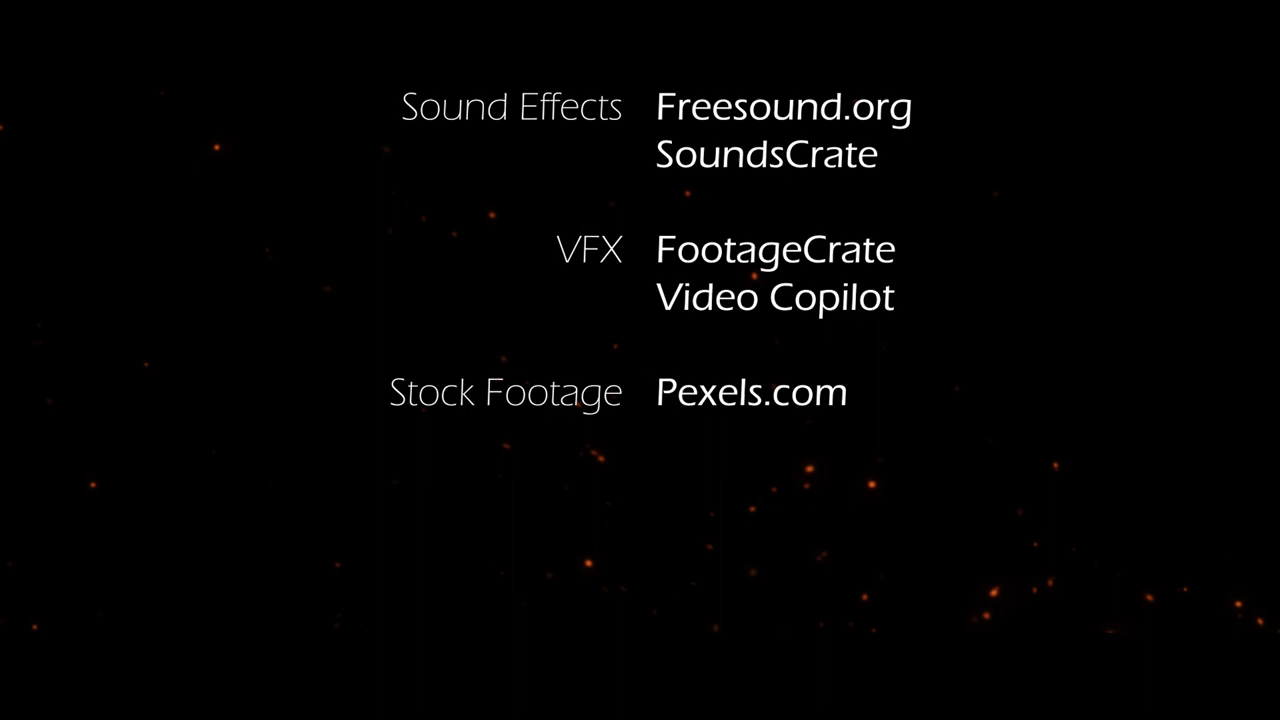 Sound Effects Freesound.org
SoundsCrate
VFX FootageCrate
Video Copilot
Stock Footage Pexels.com